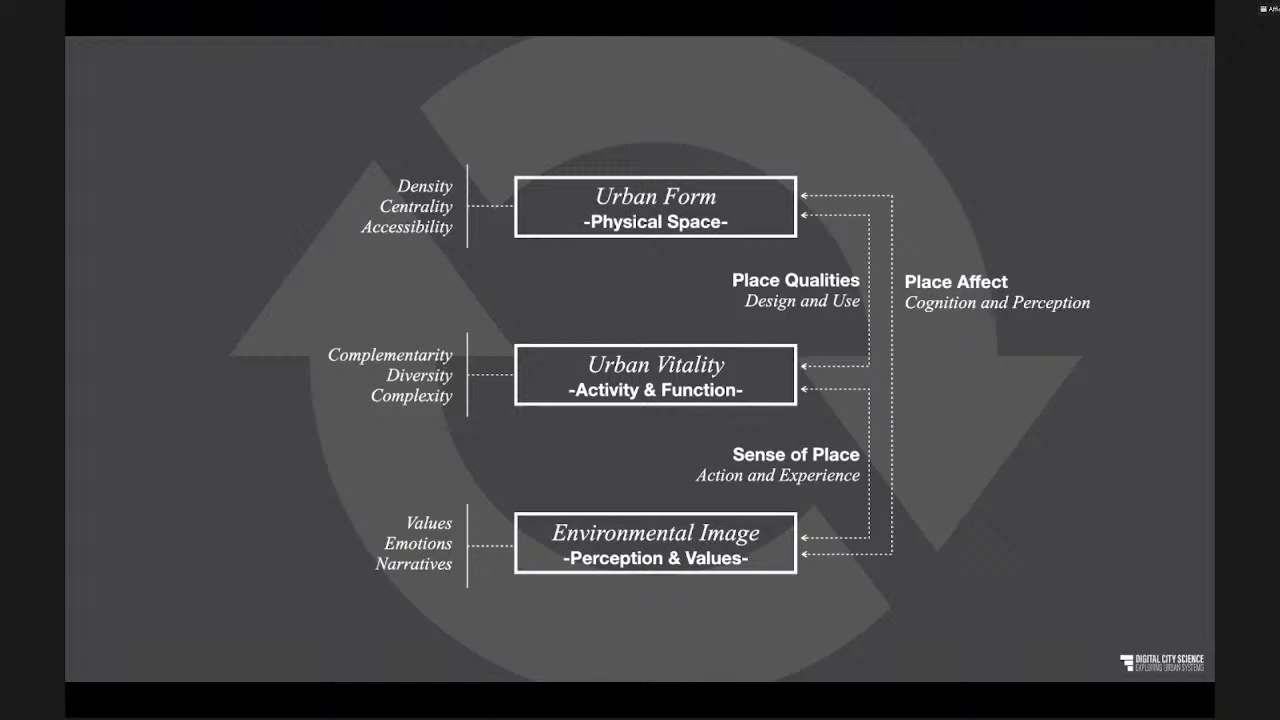 Density
Centrality
Accessibility
Urban Form
-Physical Space-
Place Qualities
Design and Use
Place Affect
Cognition and Perception
Complementarity
Diversity
Complexity
Urban Vitality
-Activity & Function-
Sense of Place
Action and Experience
Values
Emotions
Narratives
Environmental Image
-Perception & Values-
DIGITAL CITY SCIENCE
EXPLORING URBAN SYSTEMS